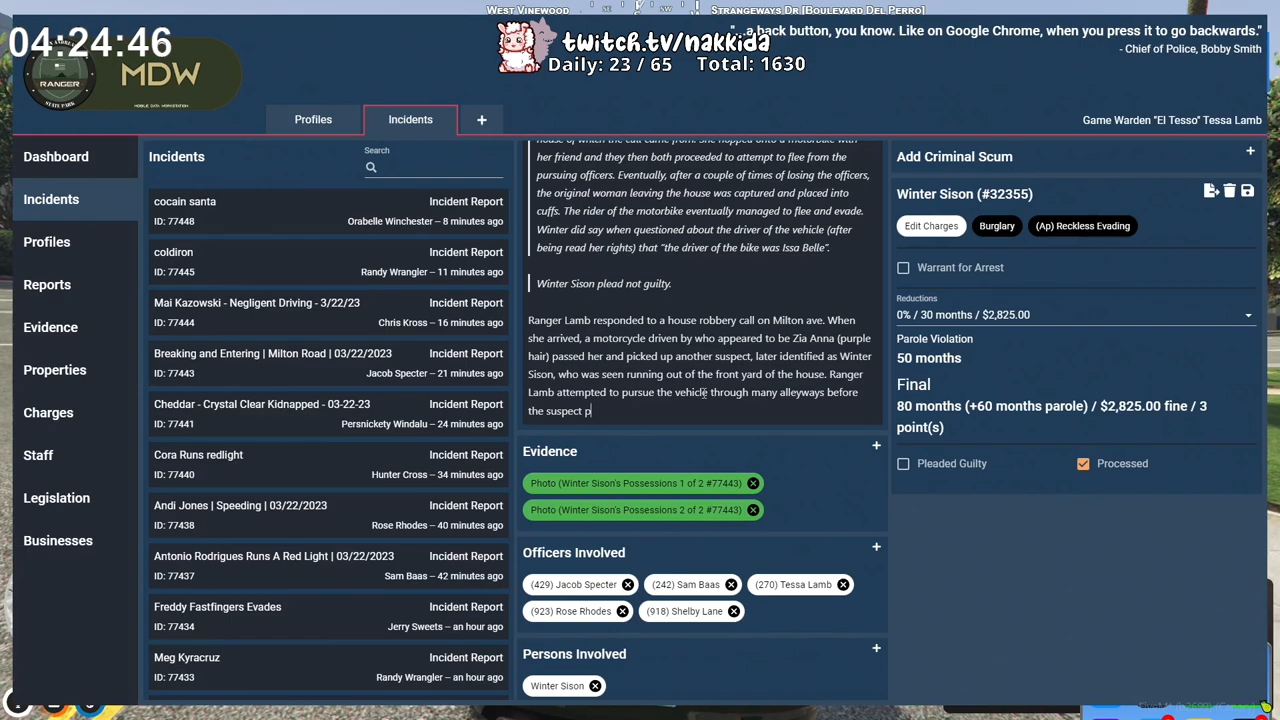 West Vinewood
SE
SW
Strangeways Dr [Boulevard Del Perro]
04:24:46
RANGER
STATE PARK
MDW
MOBILE DATA WORKSTATION
twitch.tv/nakkida
Daily: 23 / 65 Total: 1630
"...a back button, you know. Like on Google Chrome, when you press it to go backwards."
- Chief of Police, Bobby Smith
Profiles
Incidents
+
Game Warden "El Tesso" Tessa Lamb
Dashboard
Incidents
Profiles
Reports
Evidence
Properties
Charges
Staff
Legislation
Businesses
Incidents
Search
cocain santa Incident Report
ID: 77448 Orabelle Winchester – 8 minutes ago
coldiron Incident Report
ID: 77445 Randy Wrangler – 11 minutes ago
Mai Kazowski - Negligent Driving - 3/22/23 Incident Report
ID: 77444 Chris Kross – 16 minutes ago
Breaking and Entering | Milton Road | 03/22/2023 Incident Report
ID: 77443 Jacob Specter – 21 minutes ago
Cheddar - Crystal Clear Kidnapped - 03-22-23 Incident Report
ID: 77441 Persnickety Windalu – 24 minutes ago
Cora Runs redlight Incident Report
ID: 77440 Hunter Cross – 34 minutes ago
Andi Jones | Speeding | 03/22/2023 Incident Report
ID: 77438 Rose Rhodes – 40 minutes ago
Antonio Rodrigues Runs A Red Light | 03/22/2023 Incident Report
ID: 77437 Sam Baas – 42 minutes ago
Freddy Fastfingers Evades Incident Report
ID: 77434 Jerry Sweets – an hour ago
Meg Kyracruz Incident Report
ID: 77433 Randy Wrangler – an hour ago
house of which the call came from. She hopped onto a motorbike with
her friend and they then both proceeded to attempt to flee from the
pursuing officers. Eventually, after a couple of times of losing the officers,
the original woman leaving the house was captured and placed into
cuffs. The rider of the motorbike eventually managed to flee and evade.
Winter did say when questioned about the driver of the vehicle (after
being read her rights) that "the driver of the bike was Issa Belle".
Winter Sison plead not guilty.
Ranger Lamb responded to a house robbery call on Milton ave. When
she arrived, a motorcycle driven by who appeared to be Zia Anna (purple
hair) passed her and picked up another suspect, later identified as Winter
Sison, who was seen running out of the front yard of the house. Ranger
Lamb attempted to pursue the vehicle through many alleyways before
the suspect p
Evidence +
Photo (Winter Sison's Possessions 1 of 2 #77443)
Photo (Winter Sison's Possessions 2 of 2 #77443)
Officers Involved +
(429) Jacob Specter (242) Sam Baas (270) Tessa Lamb
(923) Rose Rhodes (918) Shelby Lane
Persons Involved +
Winter Sison
Add Criminal Scum +
Winter Sison (#32355)
Edit Charges Burglary (Ap) Reckless Evading
Warrant for Arrest
Reductions
0% / 30 months / $2,825.00
Parole Violation
50 months
Final
80 months (+60 months parole) / $2,825.00 fine / 3
point(s)
Pleaded Guilty Processed